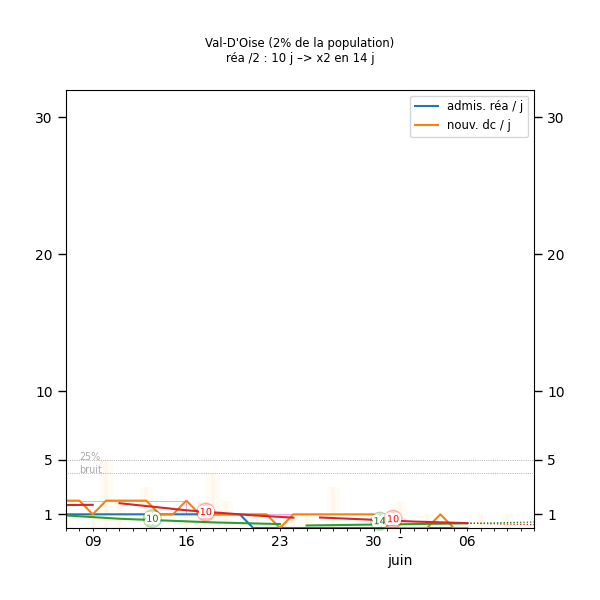 Val-D'Oise (2% de la population)
réa /2 : 10 j –> x2 en 14 j
admis. réa / j
nouv. dc / j
30 30
20 20
10 10
5 5
1 1
25%
bruit
10
10
14
10
09 16 23 30 - 06
juin